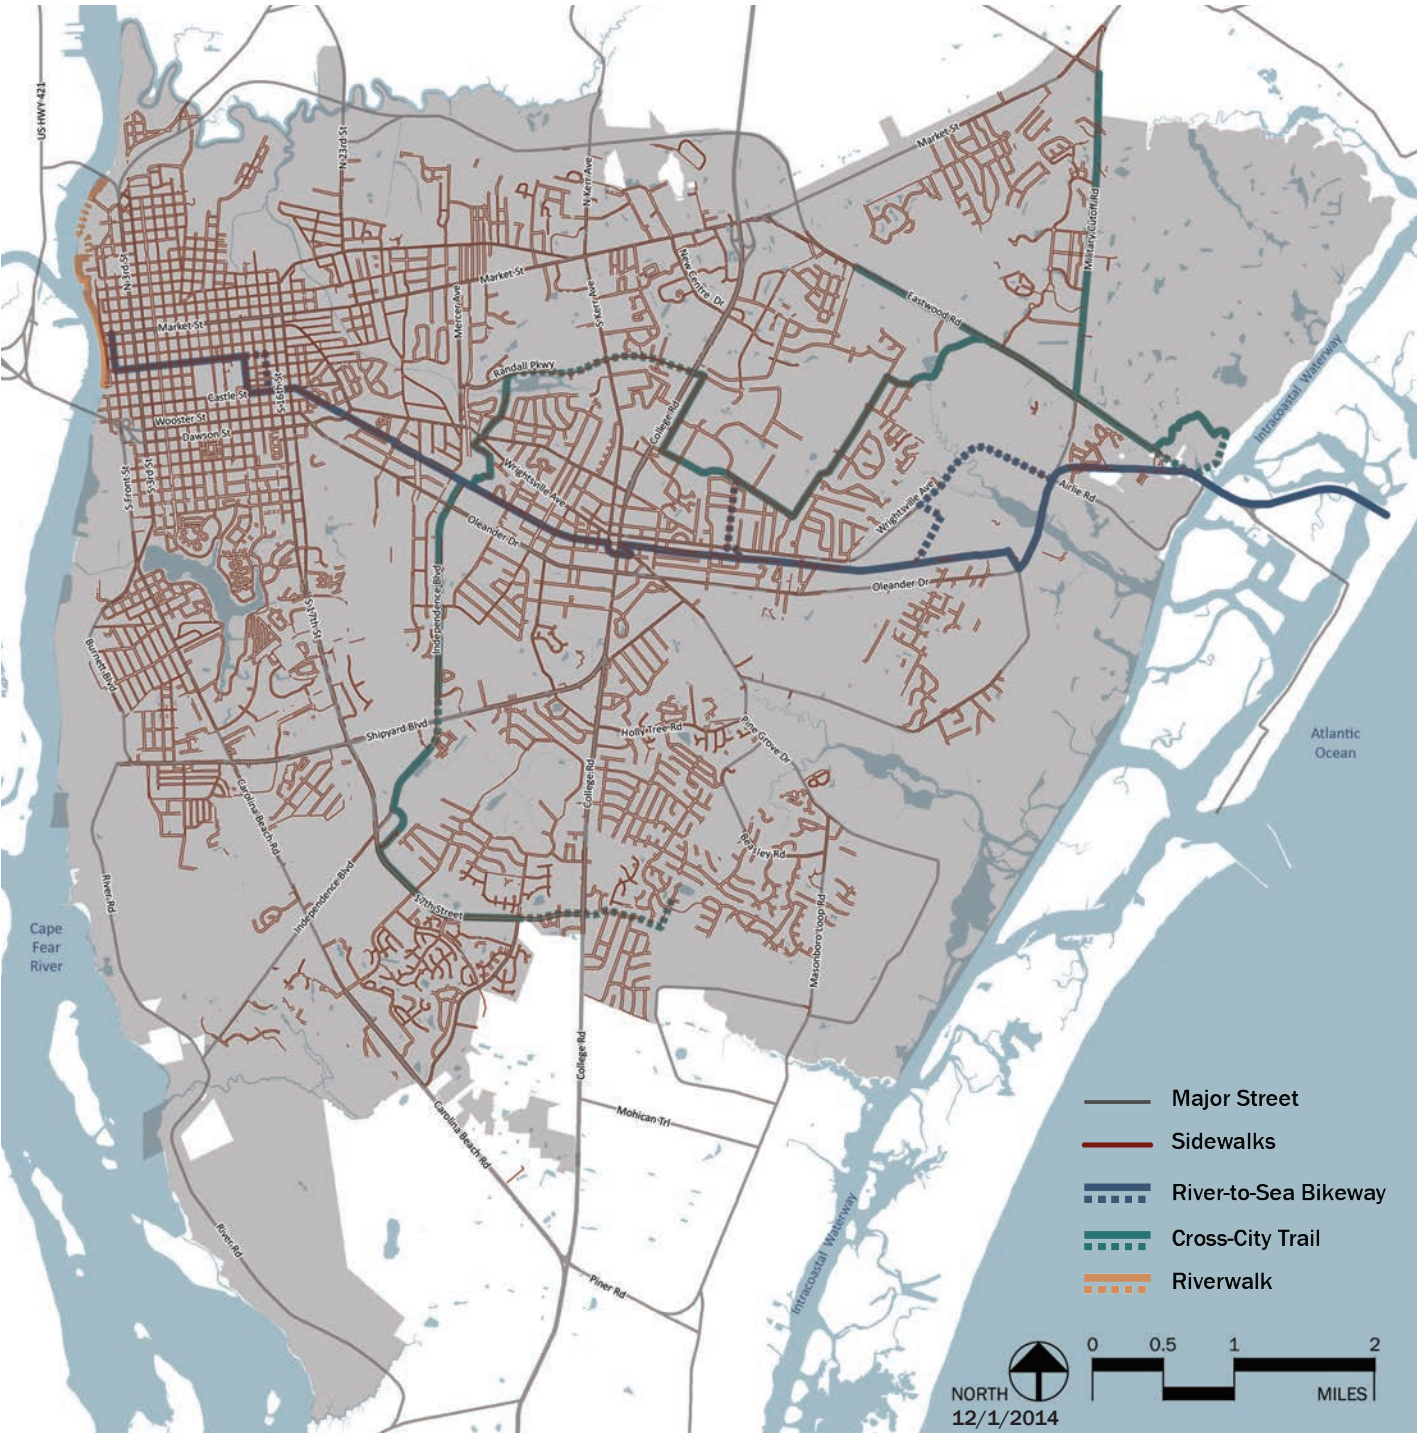 US HWY 421
N 23rd St
N Kerr Ave
Market St
Military Cutoff Rd
N 3rd St
Market St
Mercer Ave
S Kerr Ave
New Centre Dr
Eastwood Rd
Market St
Intracoastal Waterway
Randall Pkwy
Castle St
S 16th St
College Rd
Wooster St
Dawson St
S Front St
S 3rd St
Wrightsville Ave
Wrightsville Ave
Airlie Rd
Oleander Dr
Oleander Dr
Independence Blvd
S 17th St
Burnett Blvd
Shipyard Blvd
Holly Tree Rd
Pine Grove Dr
Atlantic
Ocean
College Rd
Carolina Beach Rd
Beasley Rd
River Rd
Independence Blvd
17th Street
Masonboro Loop Rd
Cape
Fear
River
College Rd
Carolina Beach Rd
Mohican Trl
River Rd
Piner Rd
Intracoastal Waterway
Major Street
Sidewalks
River-to-Sea Bikeway
Cross-City Trail
Riverwalk
0 0.5 1 2
NORTH MILES
12/1/2014